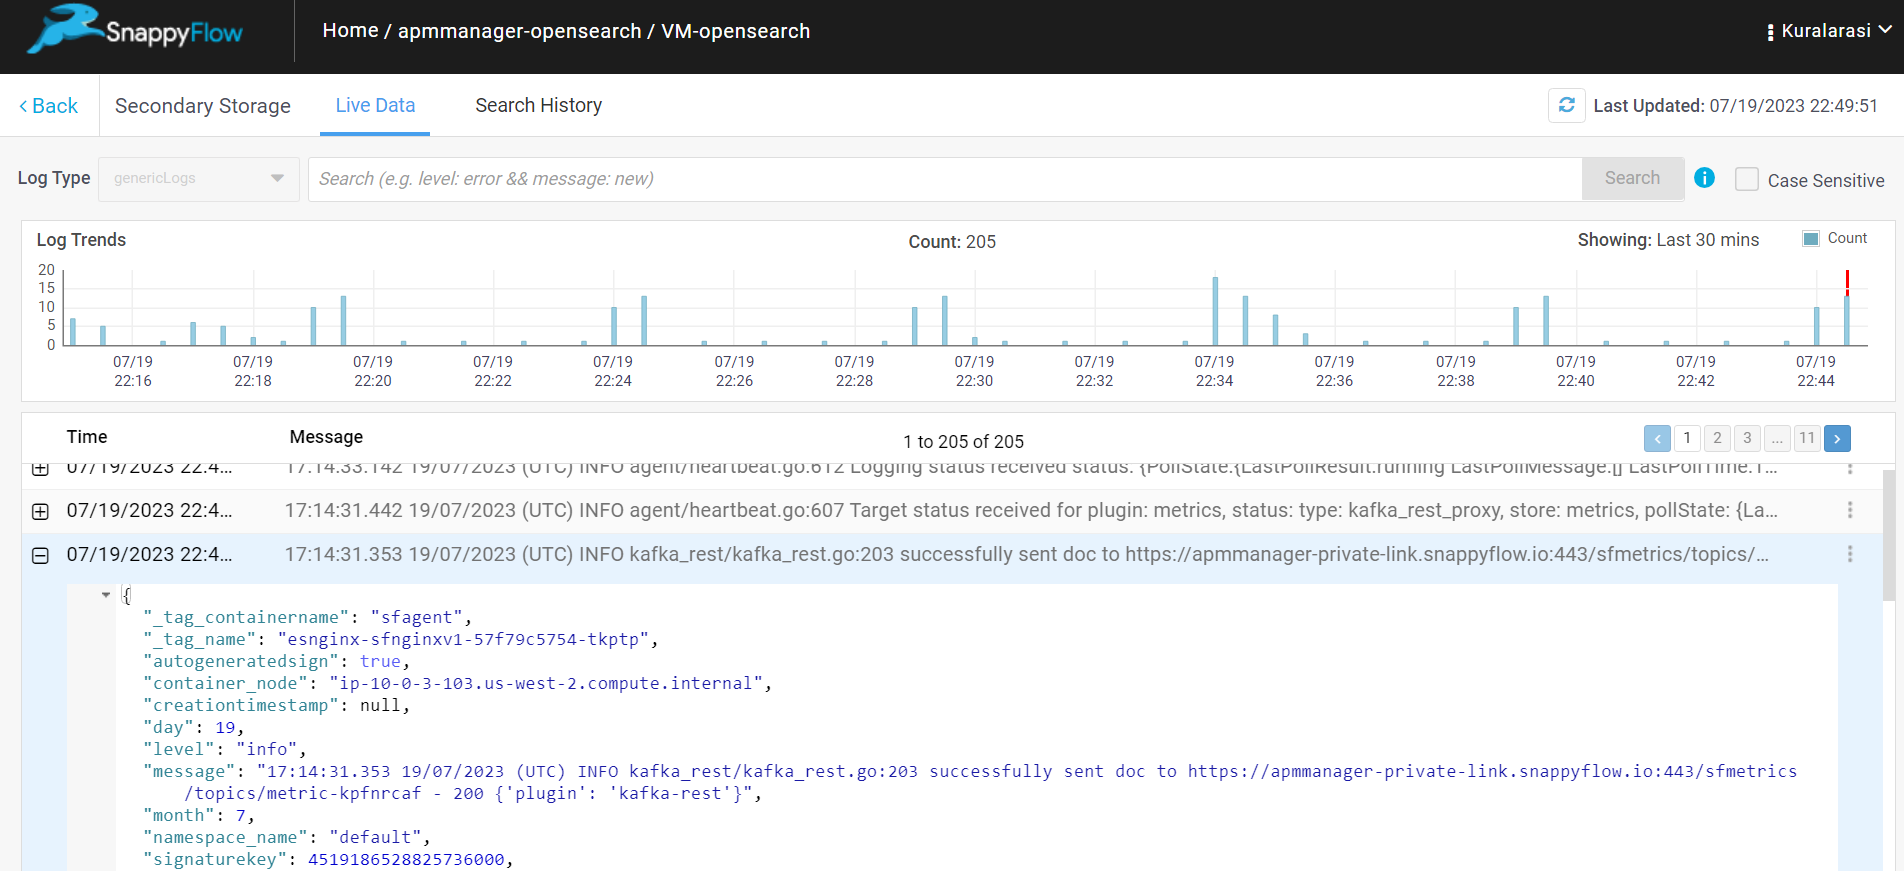 SnappyFlow
Home / apmmanager-opensearch / VM-opensearch
Kuralarasi
Back
Secondary Storage
Live Data
Search History
Last Updated: 07/19/2023 22:49:51
Log Type
genericLogs
Search (e.g. level: error && message: new)
Search
Case Sensitive
Log Trends
Count: 205
Showing: Last 30 mins
Count
20
15
10
5
0
07/19 22:16
07/19 22:18
07/19 22:20
07/19 22:22
07/19 22:24
07/19 22:26
07/19 22:28
07/19 22:30
07/19 22:32
07/19 22:34
07/19 22:36
07/19 22:38
07/19 22:40
07/19 22:42
07/19 22:44
Time
Message
1 to 205 of 205
1 2 3 ... 11
07/19/2023 22:4... 17:14:33.142 19/07/2023 (UTC) INFO agent/heartbeat.go:612 Logging status received status: {PollState:{LastPollResult:running LastPollMessage:[] LastPollTime:1...
07/19/2023 22:4... 17:14:31.442 19/07/2023 (UTC) INFO agent/heartbeat.go:607 Target status received for plugin: metrics, status: type: kafka_rest_proxy, store: metrics, pollState: {La...
07/19/2023 22:4... 17:14:31.353 19/07/2023 (UTC) INFO kafka_rest/kafka_rest.go:203 successfully sent doc to https://apmmanager-private-link.snappyflow.io:443/sfmetrics/topics/...
{
"_tag_containername": "sfagent",
"_tag_name": "esnginx-sfnginxv1-57f79c5754-tkptp",
"autogeneratedsign": true,
"container_node": "ip-10-0-3-103.us-west-2.compute.internal",
"creationtimestamp": null,
"day": 19,
"level": "info",
"message": "17:14:31.353 19/07/2023 (UTC) INFO kafka_rest/kafka_rest.go:203 successfully sent doc to https://apmmanager-private-link.snappyflow.io:443/sfmetrics
/topics/metric-kpfnrcaf - 200 {'plugin': 'kafka-rest'}",
"month": 7,
"namespace_name": "default",
"signaturekey": 4519186528825736000,